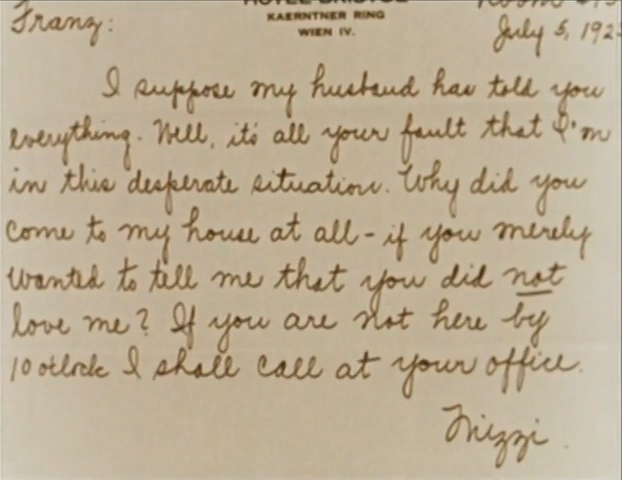 HOTEL BRISTOL
KAERNTNER RING
WIEN IV.
Franz:
July 5, 192
I suppose my husband has told you
everything. Well, it's all your fault that I'm
in this desperate situation. Why did you
come to my house at all - if you merely
wanted to tell me that you did not
love me? If you are not here by
10 o'clock I shall call at your office.
Mizzi.